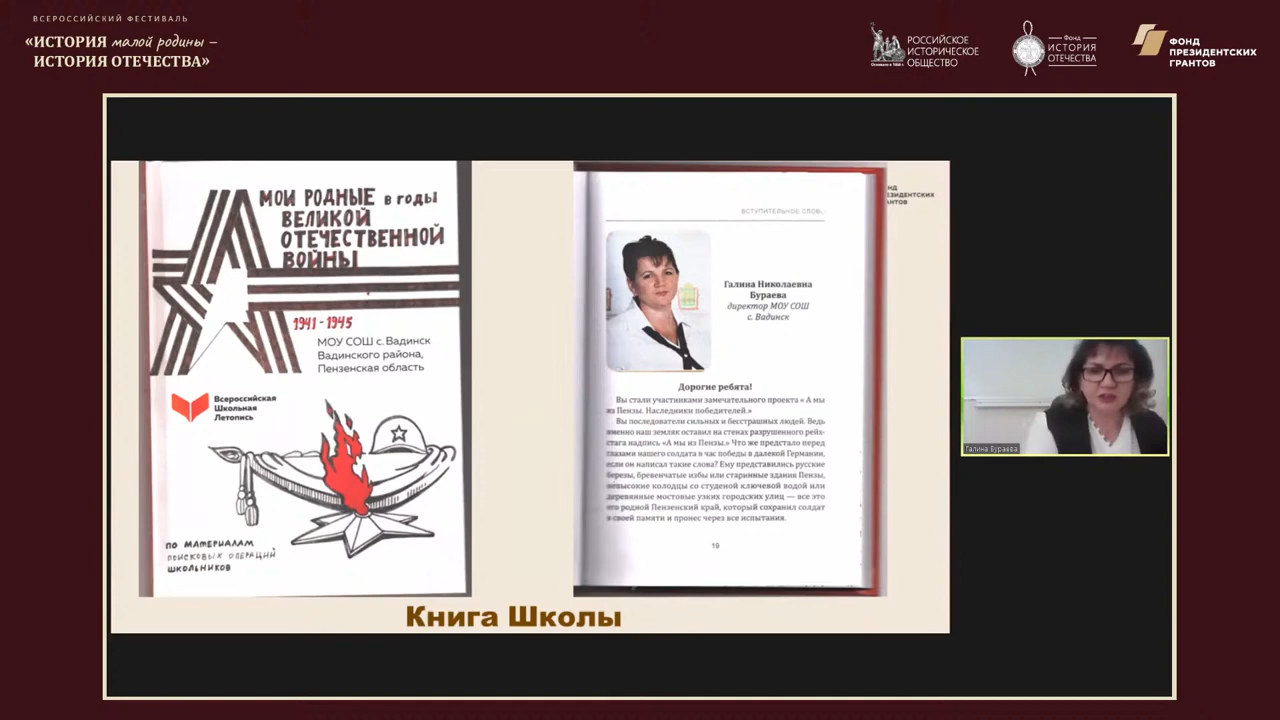 ВСЕРОССИЙСКИЙ ФЕСТИВАЛЬ
«ИСТОРИЯ малой родины –
ИСТОРИЯ ОТЕЧЕСТВА»
РОССИЙСКОЕ
ИСТОРИЧЕСКОЕ
ОБЩЕСТВО
Основано в 1866 г.
Фонд
ИСТОРИЯ
ОТЕЧЕСТВА
ФОНД
ПРЕЗИДЕНТСКИХ
ГРАНТОВ
МОИ РОДНЫЕ в годы
ВЕЛИКОЙ
ОТЕЧЕСТВЕННОЙ
ВОЙНЫ
1941 - 1945
МОУ СОШ с. Вадинск
Вадинского района,
Пензенская область
Всероссийская
Школьная
Летопись
ПО МАТЕРИАЛАМ
ПОИСКОВЫХ ОПЕРАЦИЙ
ШКОЛЬНИКОВ
ВСТУПИТЕЛЬНОЕ СЛОВО
Галина Николаевна
Бураева
директор МОУ СОШ
с. Вадинск
Дорогие ребята!
Вы стали участниками замечательного проекта « А мы
из Пензы. Наследники победителей.»
Вы последователи сильных и бесстрашных людей. Ведь
именно наш земляк оставил на стенах разрушенного рейх-
стага надпись «А мы из Пензы.» Что же предстало перед
глазами нашего солдата в час победы в далекой Германии,
если он написал такие слова? Ему представились русские
березы, бревенчатые избы или старинные здания Пензы,
невысокие колодцы со студеной ключевой водой или
деревянные мостовые узких городских улиц — все это
его родной Пензенский край, который сохранил солдат
в своей памяти и пронес через все испытания.
19
Книга Школы
Галина Бураева